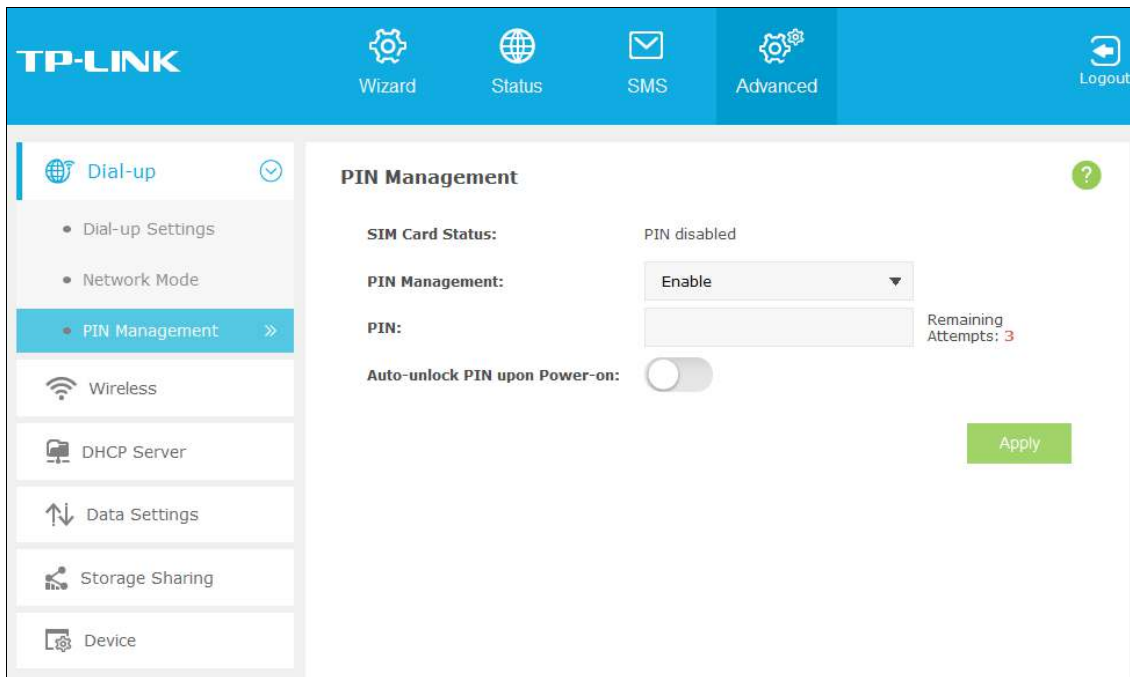 TP-LINK
Wizard
Status
SMS
Advanced
Logout
Dial-up
Dial-up Settings
Network Mode
PIN Management
Wireless
DHCP Server
Data Settings
Storage Sharing
Device
PIN Management
?
SIM Card Status: PIN disabled
PIN Management: Enable
PIN:
Remaining
Attempts: 3
Auto-unlock PIN upon Power-on:
Apply